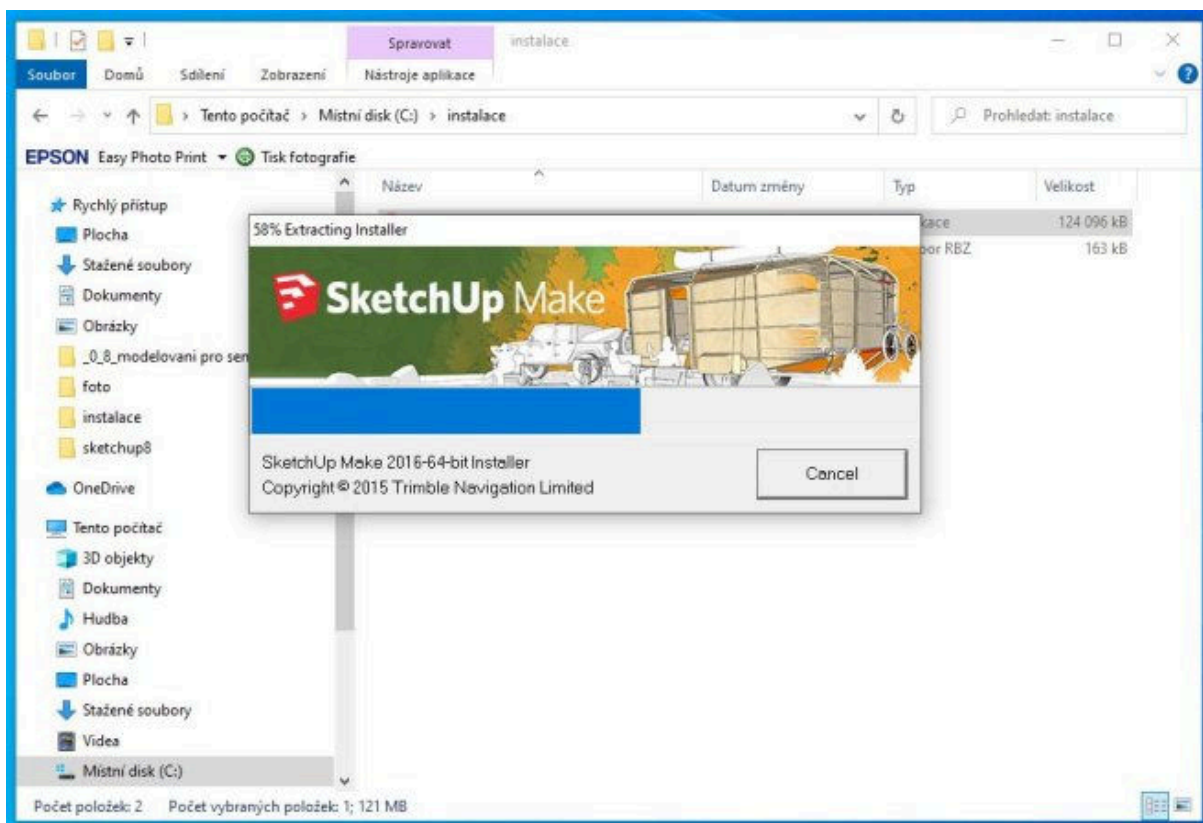 Spravovat
instalace
Soubor Domů Sdílení Zobrazení Nástroje aplikace
Tento počítač › Místní disk (C:) › instalace
Prohledat: instalace
EPSON Easy Photo Print Tisk fotografie
Název Datum změny Typ Velikost
Rychlý přístup
Plocha
Stažené soubory
Dokumenty
Obrázky
_0_8_modelovani pro sen
foto
instalace
sketchup8
OneDrive
Tento počítač
3D objekty
Dokumenty
Hudba
Obrázky
Plocha
Stažené soubory
Videa
Místní disk (C:)
kace 124 096 kB
bor RBZ 163 kB
58% Extracting Installer
SketchUp Make
SketchUp Make 2016-64-bit Installer
Copyright © 2015 Trimble Navigation Limited
Cancel
Počet položek: 2 Počet vybraných položek: 1; 121 MB